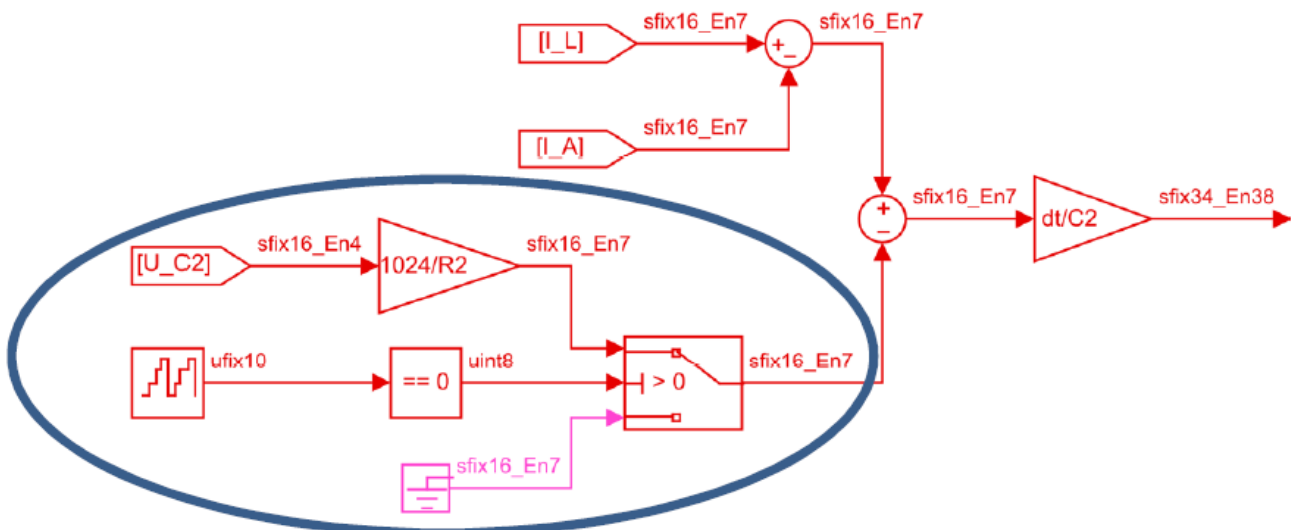 sfix16_En7
sfix16_En7
[I_L]
+
_
sfix16_En7
[I_A]
sfix16_En7
sfix34_En38
+
−
dt/C2
sfix16_En4
sfix16_En7
[U_C2]
1024/R2
ufix10
uint8
sfix16_En7
== 0
> 0
sfix16_En7